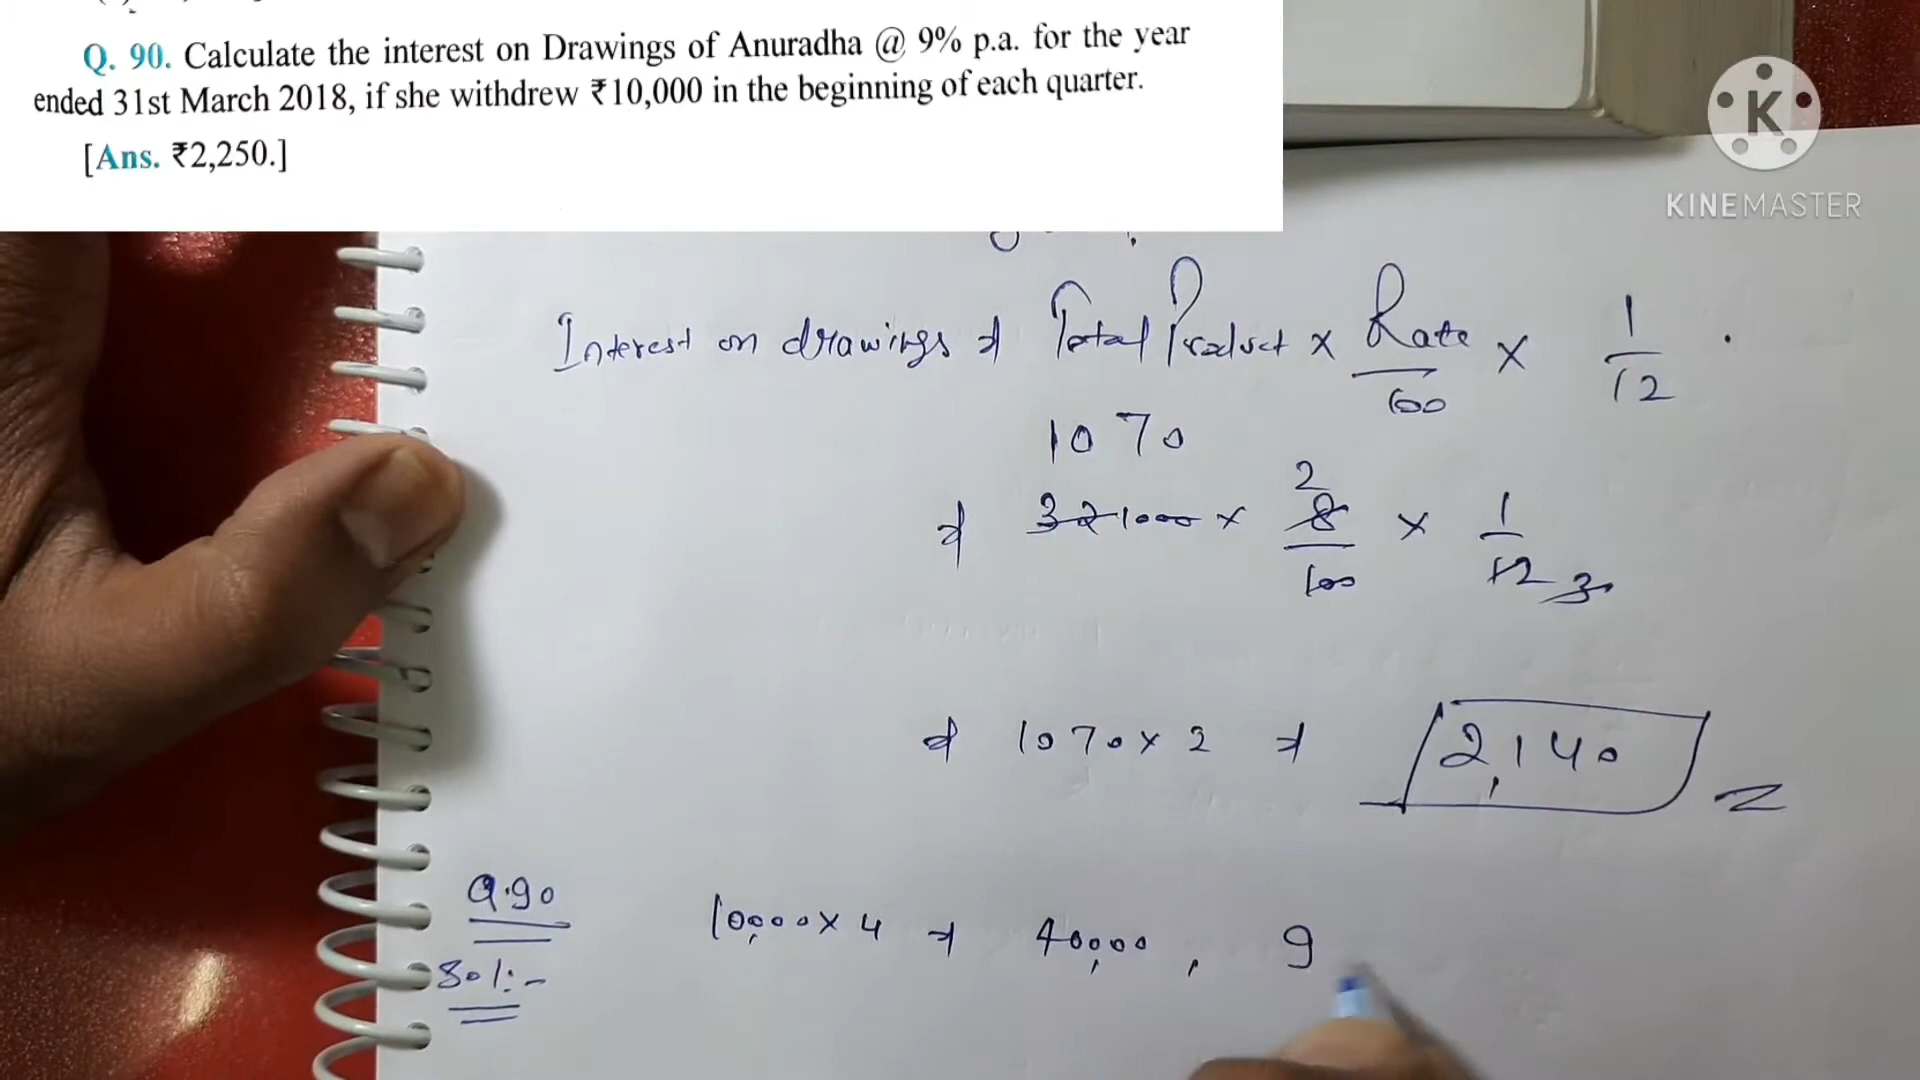 Q. 90. Calculate the interest on Drawings of Anuradha @ 9% p.a. for the year
ended 31st March 2018, if she withdrew ₹10,000 in the beginning of each quarter.
[Ans. ₹2,250.]
K
KINEMASTER
Interest on drawings ⇒ Total Product × Rate/100 × 1/12 .
1070
2
⇒ 321000 × 8/100 × 1/12 3
⇒ 1070 × 2 ⇒ 2,140
Q.90
Sol:-
10,000 × 4 ⇒ 40,000 , 9